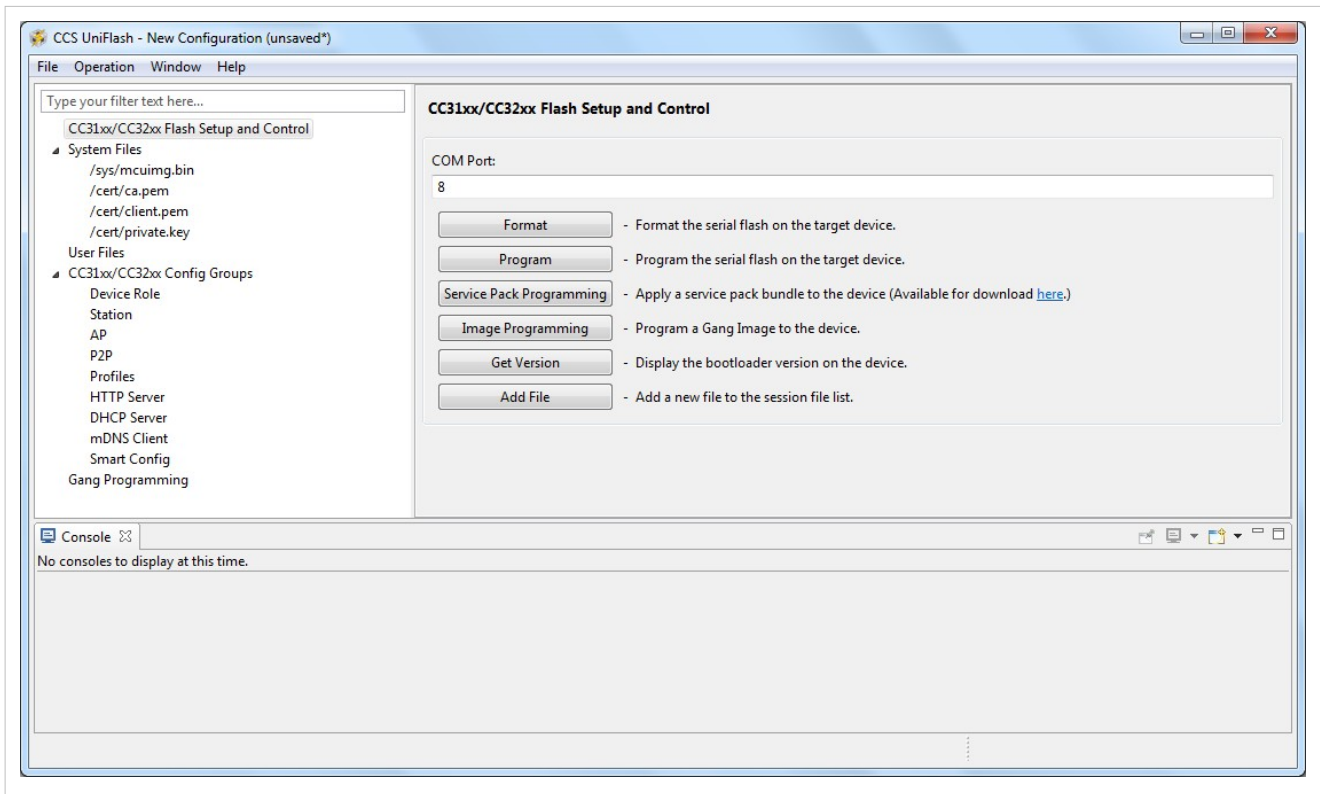 CCS UniFlash - New Configuration (unsaved*)
File Operation Window Help
Type your filter text here...
CC31xx/CC32xx Flash Setup and Control
System Files
/sys/mcuimg.bin
/cert/ca.pem
/cert/client.pem
/cert/private.key
User Files
CC31xx/CC32xx Config Groups
Device Role
Station
AP
P2P
Profiles
HTTP Server
DHCP Server
mDNS Client
Smart Config
Gang Programming
CC31xx/CC32xx Flash Setup and Control
COM Port:
8
Format - Format the serial flash on the target device.
Program - Program the serial flash on the target device.
Service Pack Programming - Apply a service pack bundle to the device (Available for download here.)
Image Programming - Program a Gang Image to the device.
Get Version - Display the bootloader version on the device.
Add File - Add a new file to the session file list.
Console
No consoles to display at this time.